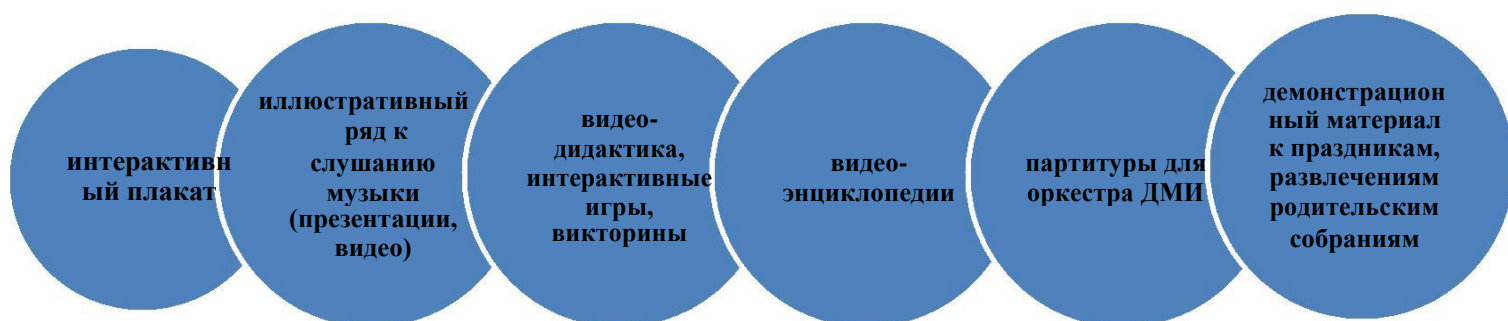 интерактивн
ый плакат
иллюстративный
ряд к
слушанию
музыки
(презентации,
видео)
видео-
дидактика,
интерактивные
игры,
викторины
видео-
энциклопедии
партитуры для
оркестра ДМИ
демонстрацион
ный материал
к праздникам,
развлечениям
родительским
собраниям